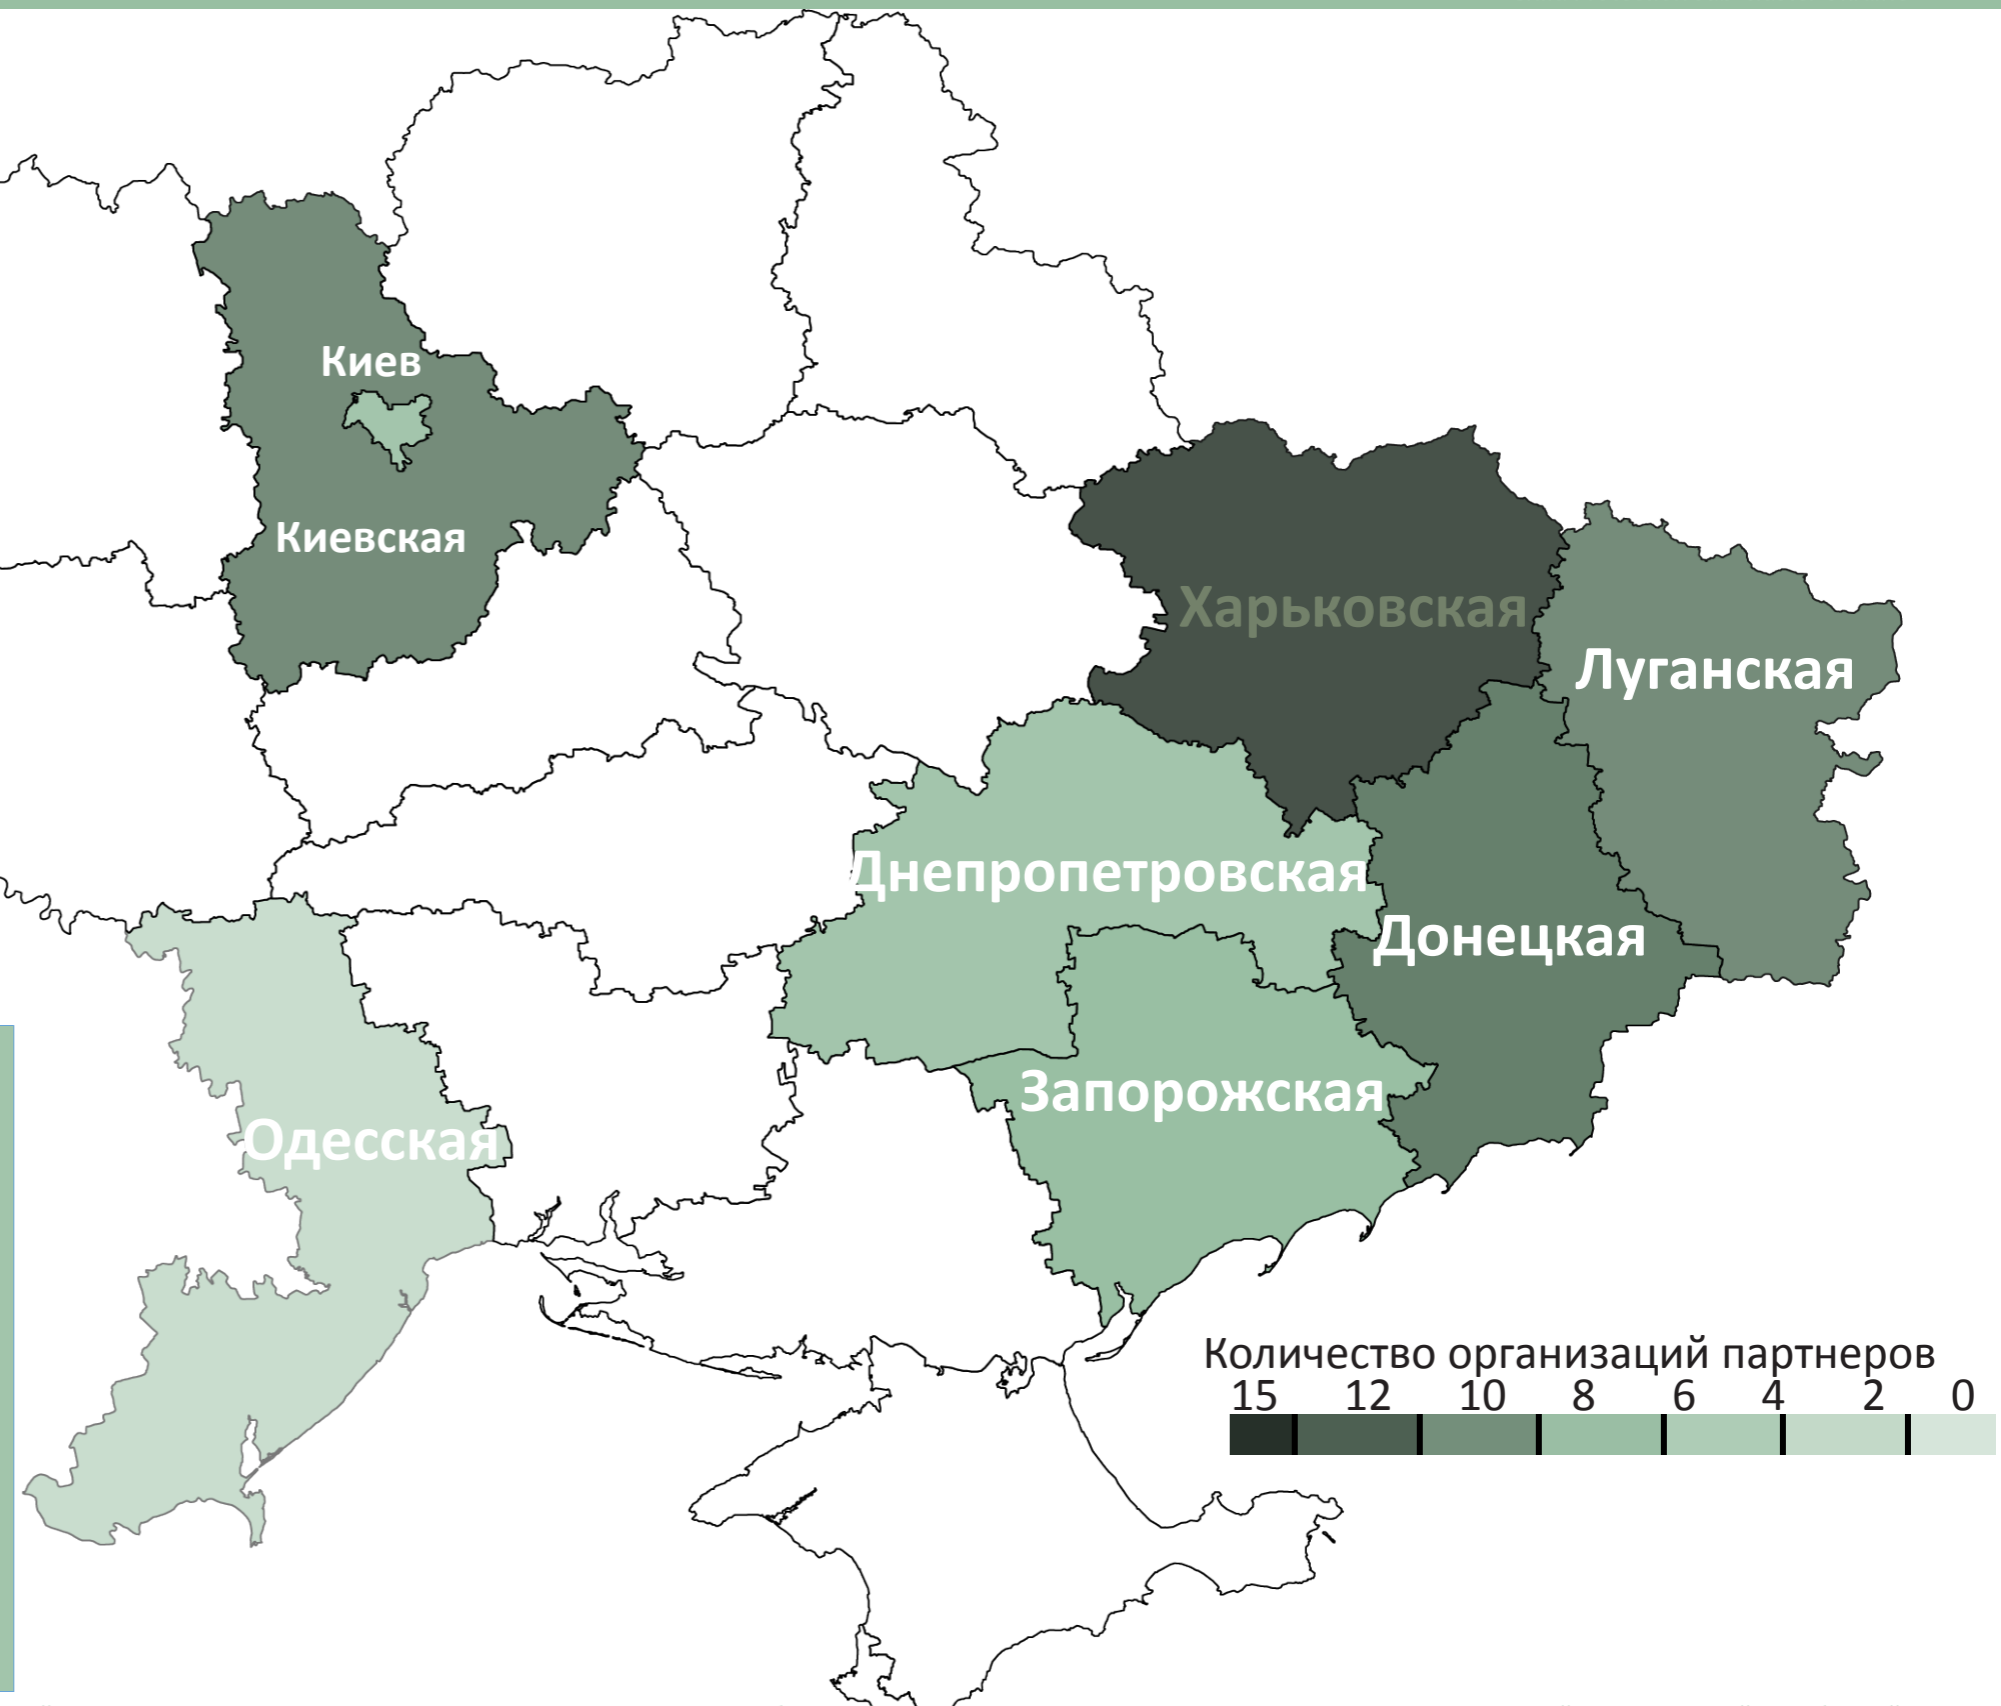 Киев
Киевская
Харьковская
Луганская
Днепропетровская
Донецкая
Запорожская
Одесская
Количество организаций партнеров
15 12 10 8 6 4 2 0